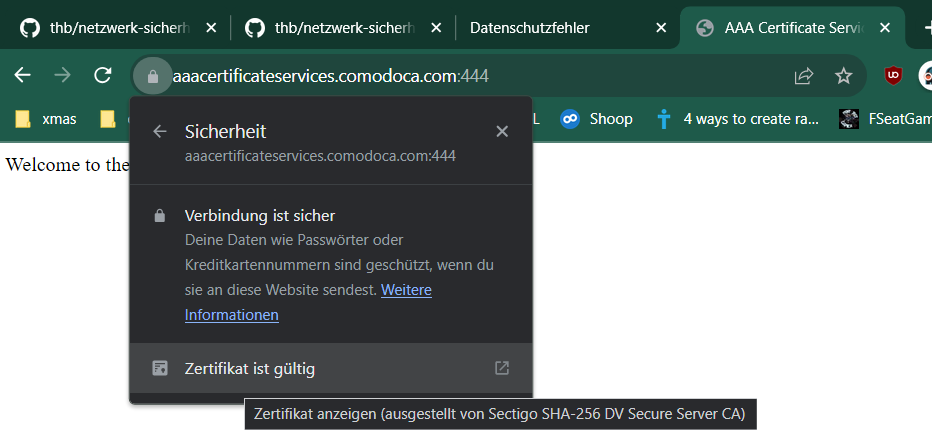 thb/netzwerk-sicherh
thb/netzwerk-sicherh
Datenschutzfehler
AAA Certificate Servi
aaacertificateservices.comodoca.com:444
xmas
L
Shoop
4 ways to create ra...
FSeatGam
Welcome to the
Sicherheit
aaacertificateservices.comodoca.com:444
Verbindung ist sicher
Deine Daten wie Passwörter oder
Kreditkartennummern sind geschützt, wenn du
sie an diese Website sendest. Weitere
Informationen
Zertifikat ist gültig
Zertifikat anzeigen (ausgestellt von Sectigo SHA-256 DV Secure Server CA)